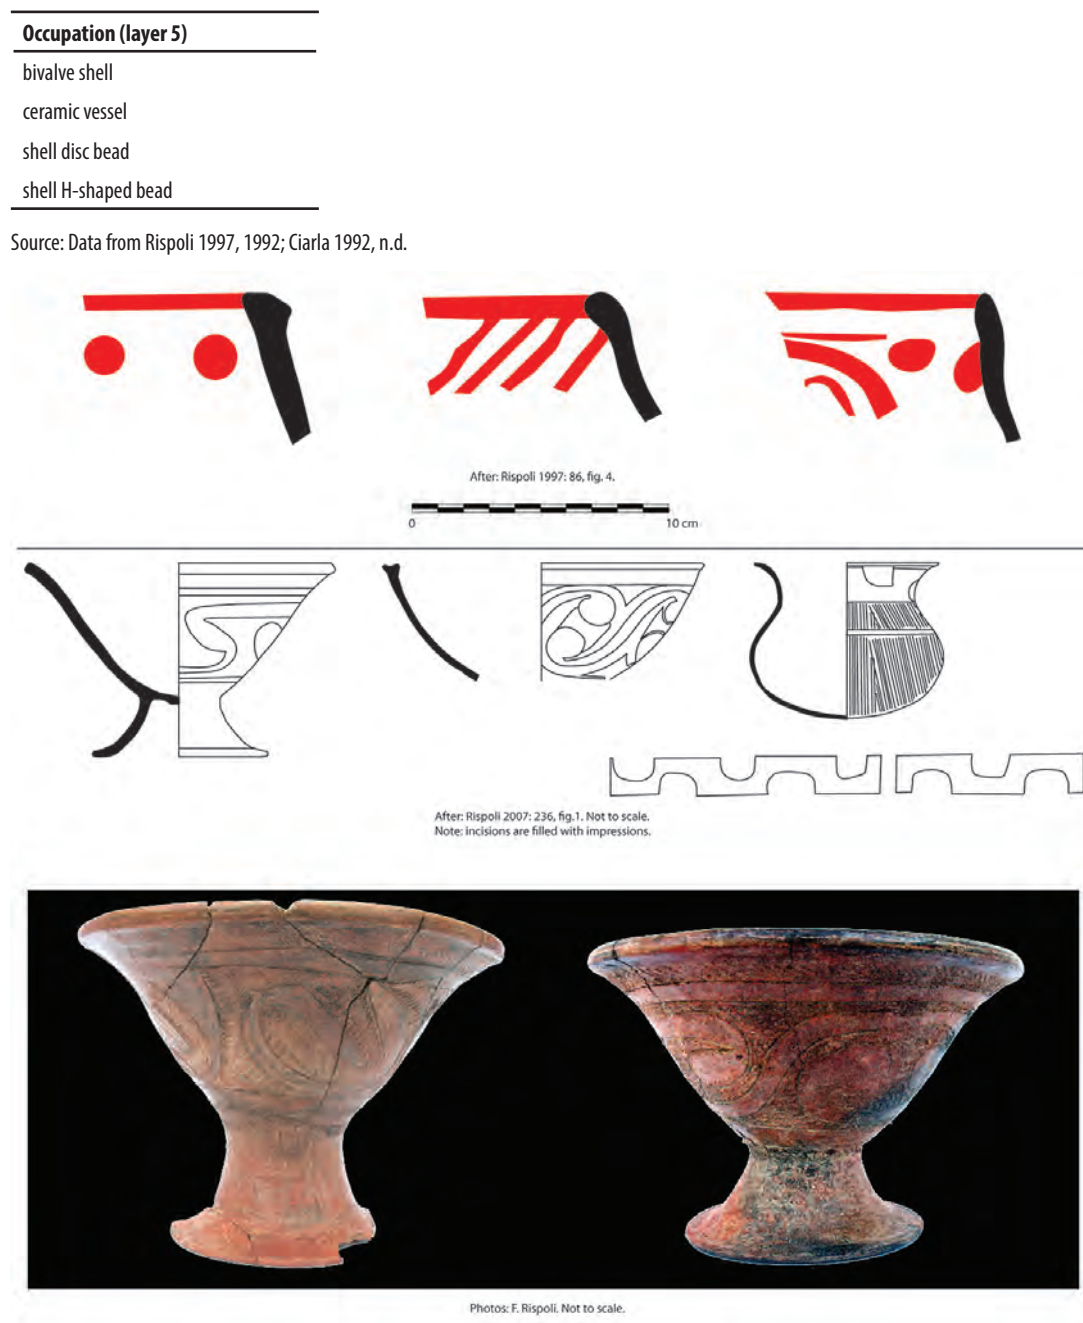 Occupation (layer 5)
bivalve shell
ceramic vessel
shell disc bead
shell H-shaped bead
Source: Data from Rispoli 1997, 1992; Ciarla 1992, n.d.
After: Rispoli 1997: 86, fig. 4.
0 10 cm
After: Rispoli 2007: 236, fig.1. Not to scale.
Note: incisions are filled with impressions.
Photos: F. Rispoli. Not to scale.